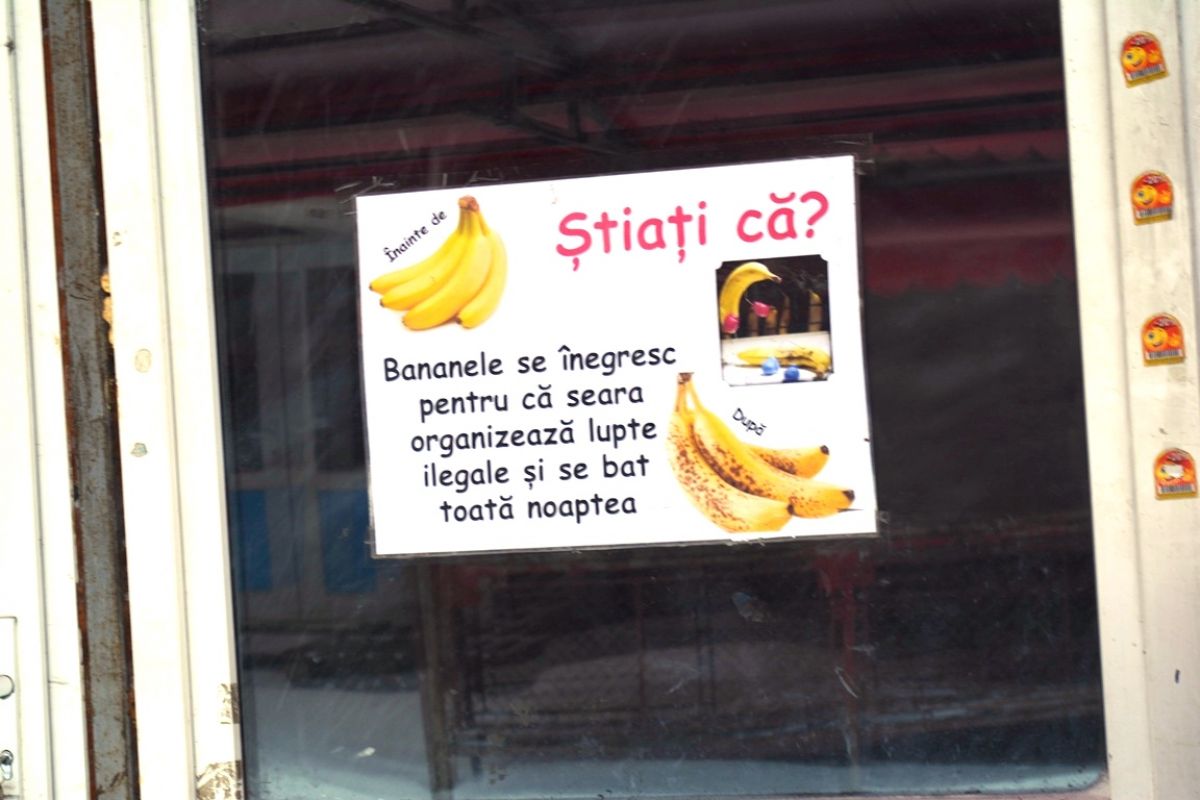 Înainte de
Știați că?
Bananele se înegresc
pentru că seara
organizează lupte
ilegale și se bat
toată noaptea
După